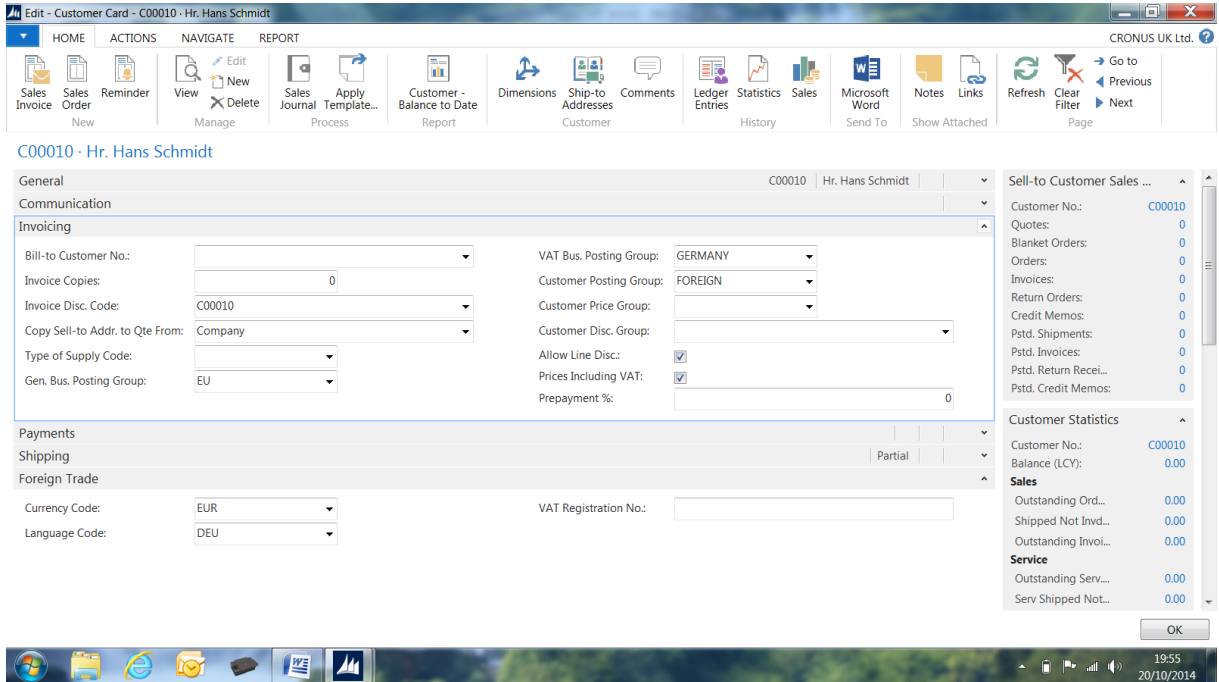 Edit - Customer Card - C00010 · Hr. Hans Schmidt
HOME ACTIONS NAVIGATE REPORT CRONUS UK Ltd.
Sales Invoice
Sales Order
Reminder
New
View
Edit
New
Delete
Manage
Sales Journal
Apply Template...
Process
Customer - Balance to Date
Report
Dimensions
Ship-to Addresses
Comments
Customer
Ledger Entries
Statistics
Sales
History
Microsoft Word
Send To
Notes
Links
Show Attached
Refresh
Clear Filter
Go to
Previous
Next
Page
C00010 · Hr. Hans Schmidt
General C00010 Hr. Hans Schmidt
Communication
Invoicing
Bill-to Customer No.:
Invoice Copies: 0
Invoice Disc. Code: C00010
Copy Sell-to Addr. to Qte From: Company
Type of Supply Code:
Gen. Bus. Posting Group: EU
VAT Bus. Posting Group: GERMANY
Customer Posting Group: FOREIGN
Customer Price Group:
Customer Disc. Group:
Allow Line Disc.:
Prices Including VAT:
Prepayment %: 0
Payments
Shipping Partial
Foreign Trade
Currency Code: EUR
Language Code: DEU
VAT Registration No.:
Sell-to Customer Sales ...
Customer No.: C00010
Quotes: 0
Blanket Orders: 0
Orders: 0
Invoices: 0
Return Orders: 0
Credit Memos: 0
Pstd. Shipments: 0
Pstd. Invoices: 0
Pstd. Return Recei... 0
Pstd. Credit Memos: 0
Customer Statistics
Customer No.: C00010
Balance (LCY): 0.00
Sales
Outstanding Ord... 0.00
Shipped Not Invd... 0.00
Outstanding Invoi... 0.00
Service
Outstanding Serv.... 0.00
Serv Shipped Not... 0.00
OK
19:55
20/10/2014